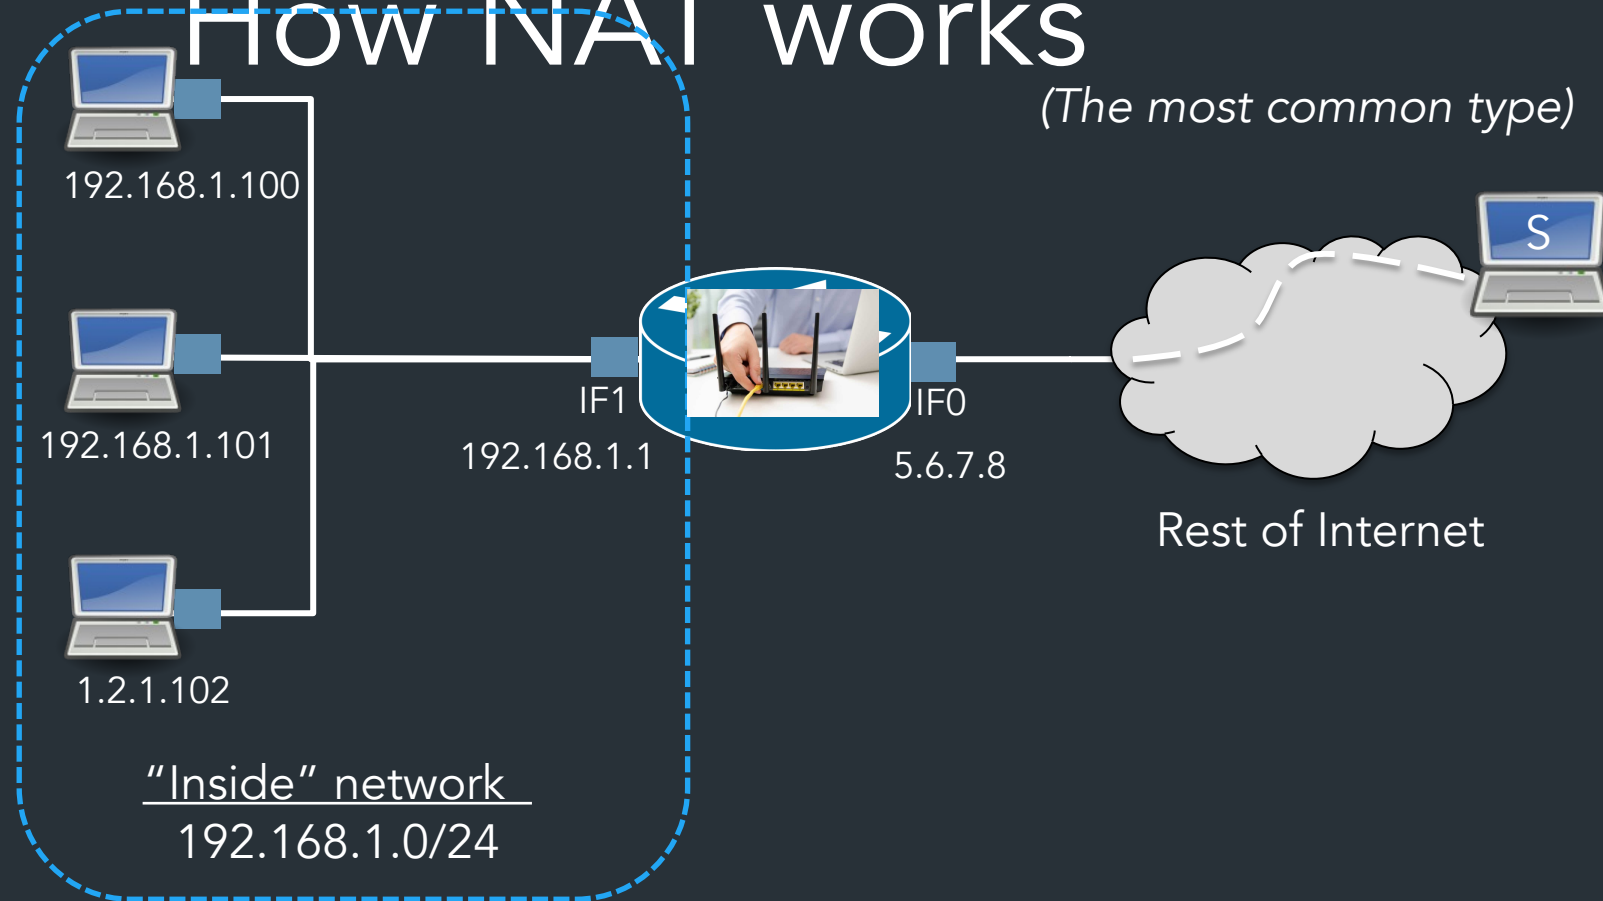 How NAT works
(The most common type)
192.168.1.100
S
192.168.1.101
IF1
IF0
192.168.1.1
5.6.7.8
Rest of Internet
1.2.1.102
“Inside” network
192.168.1.0/24